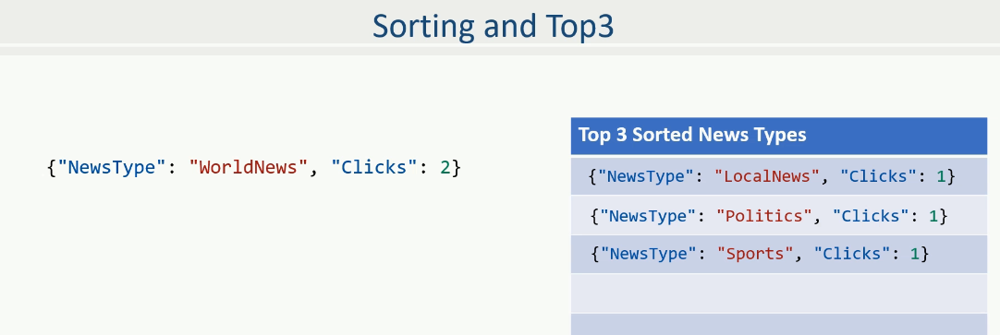 Sorting and Top3
{"NewsType": "WorldNews", "Clicks": 2}
Top 3 Sorted News Types
{"NewsType": "LocalNews", "Clicks": 1}
{"NewsType": "Politics", "Clicks": 1}
{"NewsType": "Sports", "Clicks": 1}